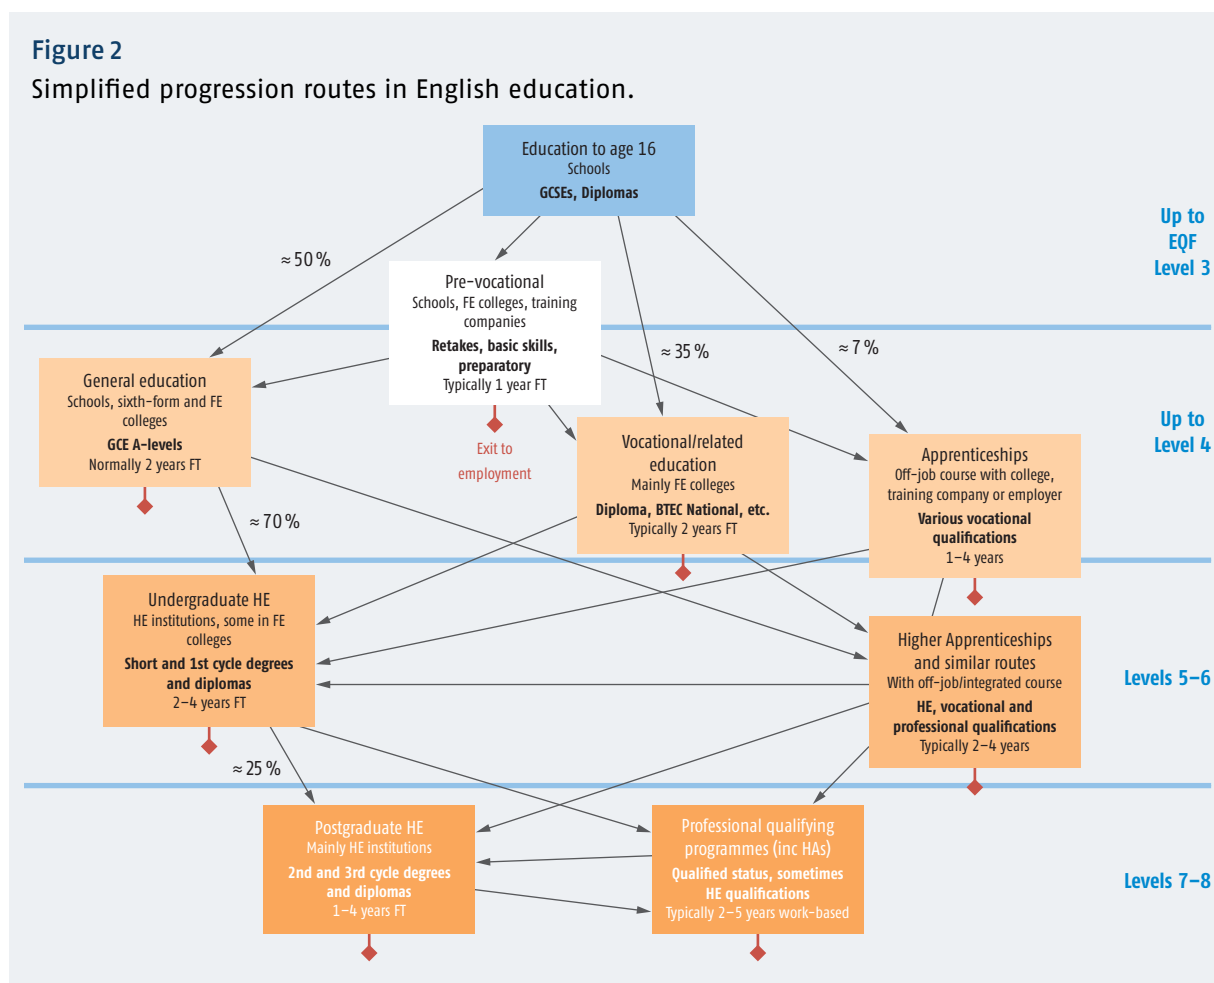 Figure 2
Simplified progression routes in English education.
Education to age 16
Schools
GCSEs, Diplomas
Up to
EQF
Level 3
≈ 50 %
Pre-vocational
Schools, FE colleges, training
companies
Retakes, basic skills,
preparatory
Typically 1 year FT
≈ 35 %
≈ 7 %
General education
Schools, sixth-form and FE
colleges
GCE A-levels
Normally 2 years FT
Exit to
employment
Vocational/related
education
Mainly FE colleges
Diploma, BTEC National, etc.
Typically 2 years FT
Apprenticeships
Off-job course with college,
training company or employer
Various vocational
qualifications
1–4 years
Up to
Level 4
≈ 70 %
Undergraduate HE
HE institutions, some in FE
colleges
Short and 1st cycle degrees
and diplomas
2–4 years FT
Higher Apprenticeships
and similar routes
With off-job/integrated course
HE, vocational and
professional qualifications
Typically 2–4 years
Levels 5–6
≈ 25 %
Postgraduate HE
Mainly HE institutions
2nd and 3rd cycle degrees
and diplomas
1–4 years FT
Professional qualifying
programmes (inc HAs)
Qualified status, sometimes
HE qualifications
Typically 2–5 years work-based
Levels 7–8